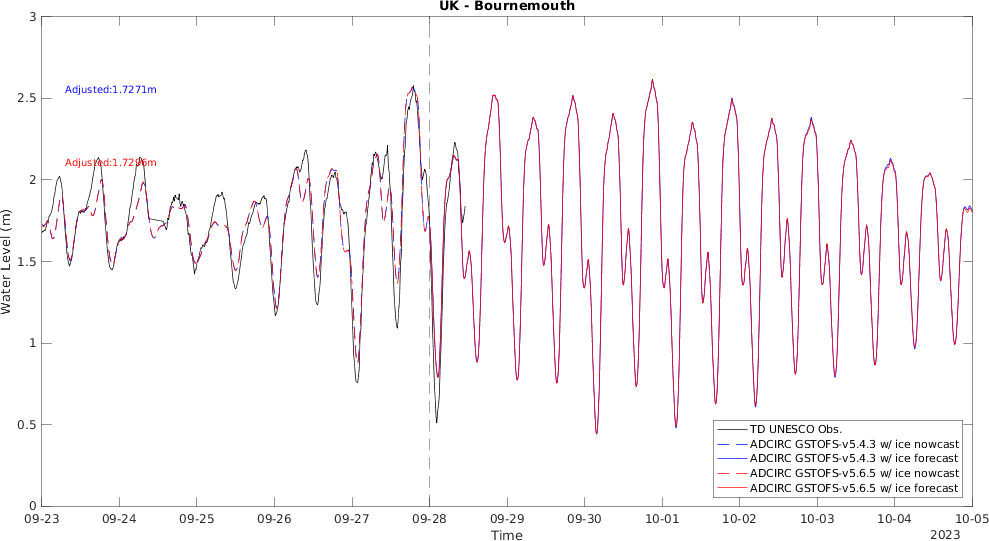 UK - Bournemouth
3
2.5
2
1.5
1
0.5
0
Water Level (m)
Adjusted:1.7271m
Adjusted:1.7296m
TD UNESCO Obs.
ADCIRC GSTOFS-v5.4.3 w/ ice nowcast
ADCIRC GSTOFS-v5.4.3 w/ ice forecast
ADCIRC GSTOFS-v5.6.5 w/ ice nowcast
ADCIRC GSTOFS-v5.6.5 w/ ice forecast
09-23 09-24 09-25 09-26 09-27 09-28 09-29 09-30 10-01 10-02 10-03 10-04 10-05
Time
2023